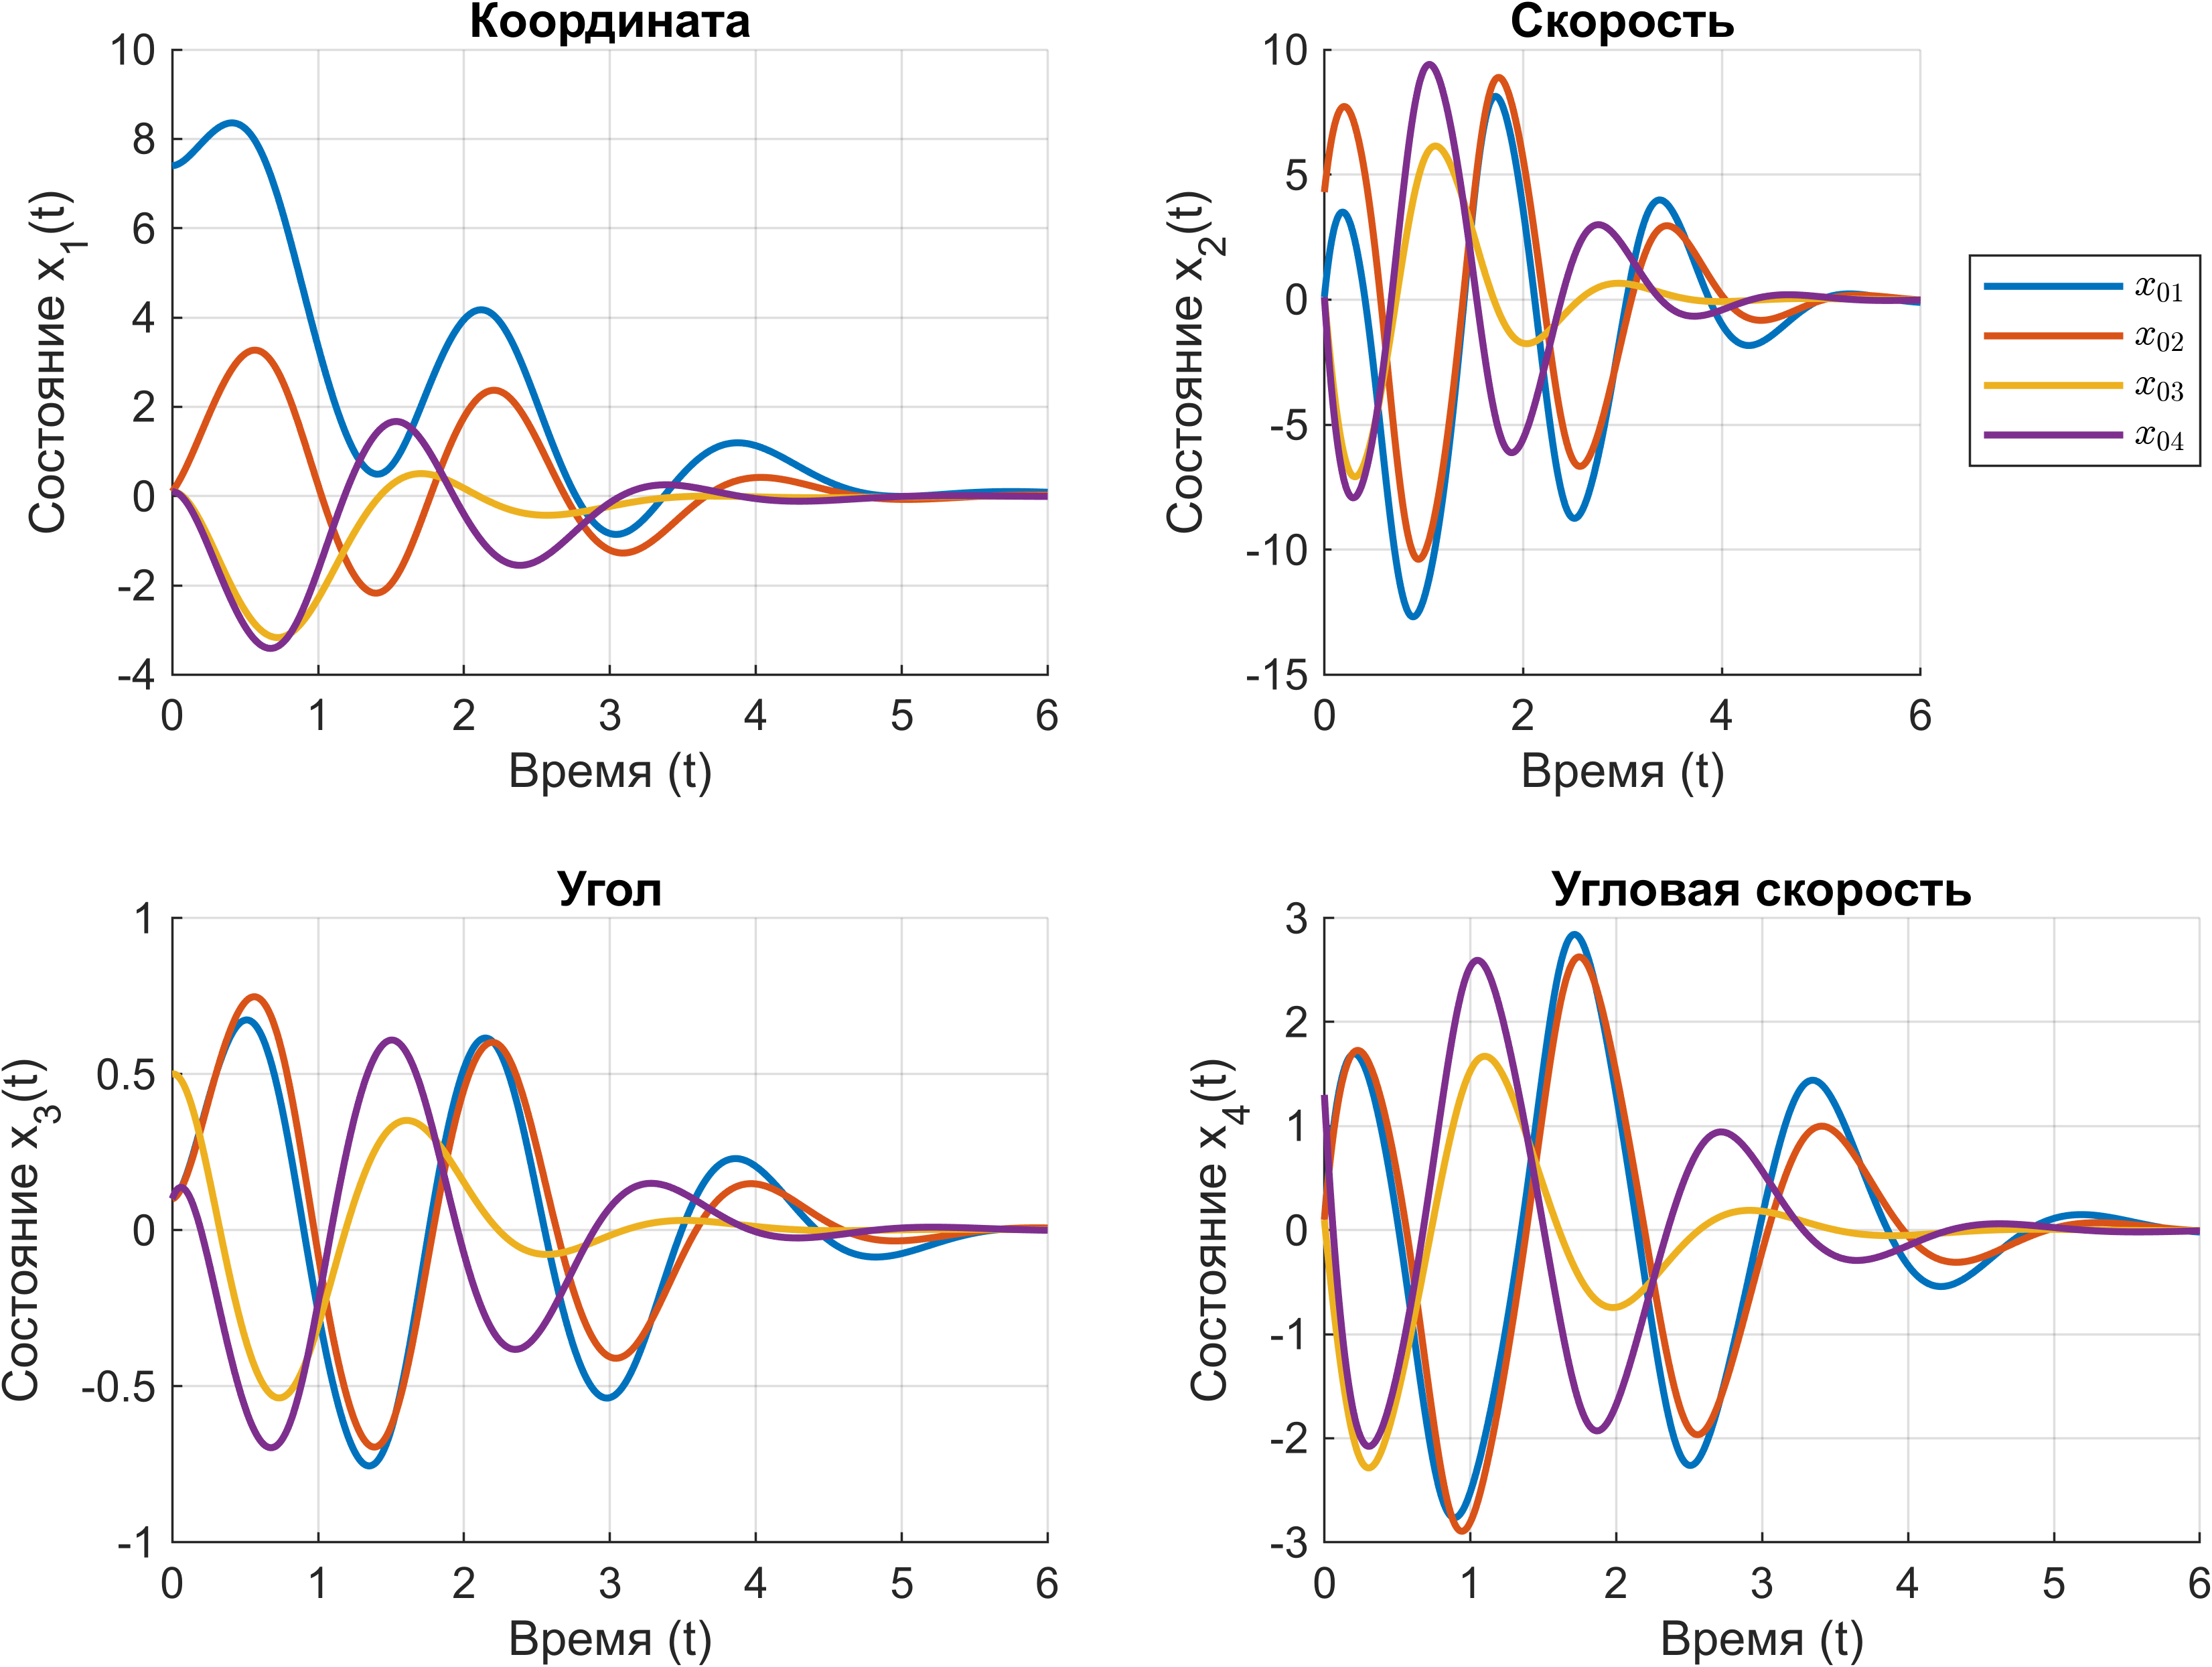 Координата
Состояние x1(t)
10
8
6
4
2
0
-2
-4
0 1 2 3 4 5 6
Время (t)
Скорость
Состояние x2(t)
10
5
0
-5
-10
-15
0 2 4 6
Время (t)
x01
x02
x03
x04
Угол
Состояние x3(t)
1
0.5
0
-0.5
-1
0 1 2 3 4 5 6
Время (t)
Угловая скорость
Состояние x4(t)
3
2
1
0
-1
-2
-3
0 1 2 3 4 5 6
Время (t)